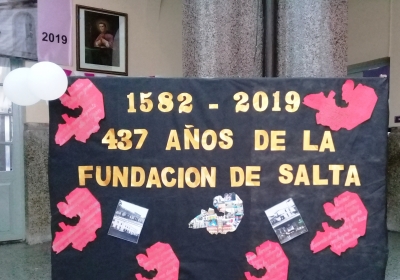 2019
1582 - 2019
437 AÑOS DE LA
FUNDACION DE SALTA